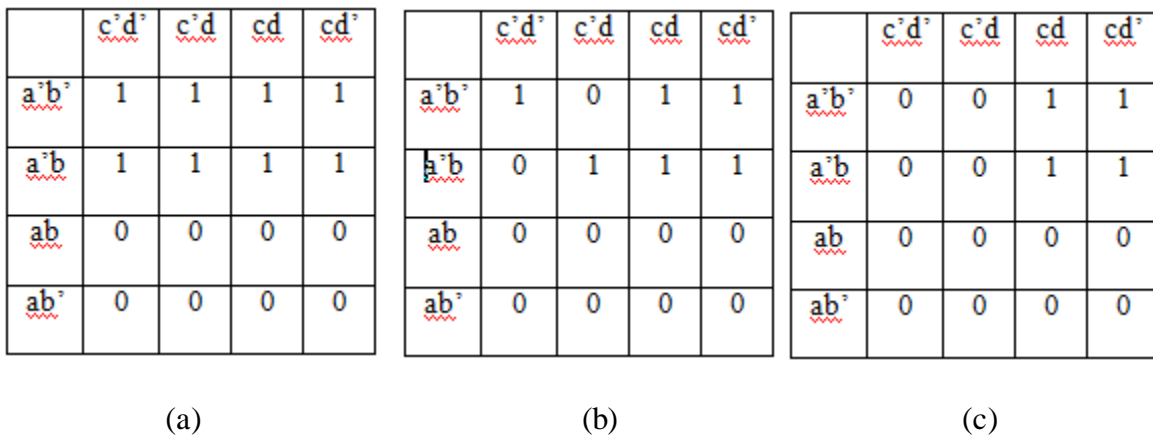 c’d’ c’d cd cd’
a’b’ 1 1 1 1
a’b 1 1 1 1
ab 0 0 0 0
ab’ 0 0 0 0
(a)
c’d’ c’d cd cd’
a’b’ 1 0 1 1
a’b 0 1 1 1
ab 0 0 0 0
ab’ 0 0 0 0
(b)
c’d’ c’d cd cd’
a’b’ 0 0 1 1
a’b 0 0 1 1
ab 0 0 0 0
ab’ 0 0 0 0
(c)